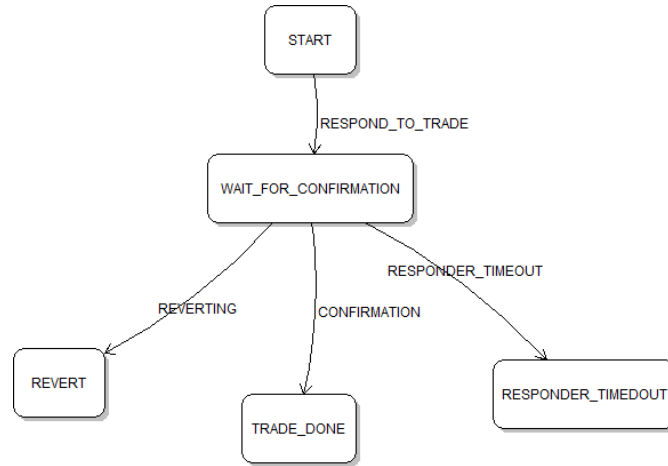 START
RESPOND_TO_TRADE
WAIT_FOR_CONFIRMATION
RESPONDER_TIMEOUT
REVERTING
CONFIRMATION
REVERT
RESPONDER_TIMEDOUT
TRADE_DONE